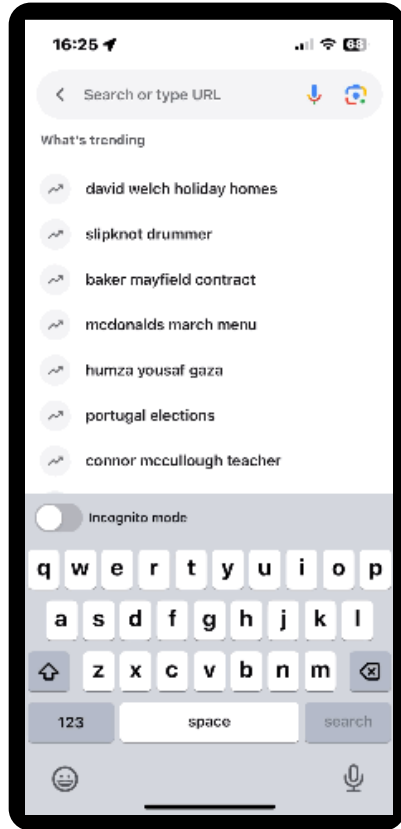 16:25
68
Search or type URL
What's trending
david welch holiday homes
slipknot drummer
baker mayfield contract
mcdonalds march menu
humza yousaf gaza
portugal elections
connor mccullough teacher
Incognito mode
q w e r t y u i o p
a s d f g h j k l
z x c v b n m
123 space search